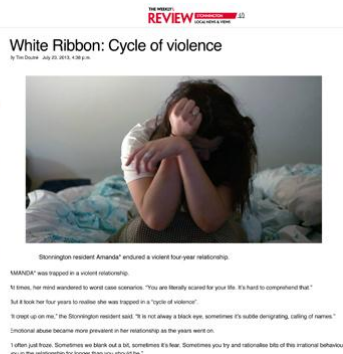 THE WEEKLY
REVIEW STONNINGTON
LOCAL NEWS & VIEWS
White Ribbon: Cycle of violence
July 23, 2013, 4:38 p.m.
Stonnington resident Amanda* endured a violent four-year relationship.
"AMANDA" was trapped in a violent relationship.
At times, her mind wandered to worst case scenarios. "You are literally scared for your life. It's hard to comprehend that."
But it took her four years to realise she was trapped in a "cycle of violence".
"It crept up on me," the Stonnington resident said. "It is not alway a black eye, sometimes it's subtle denigrating, calling of names."
Emotional abuse became more prevalent in her relationship as the years went on.
"I often just froze. Sometimes we blank out a bit, sometimes it's fear. Sometimes you try and rationalise bits of this irrational behaviou
you in the relationship for longer than you should be."